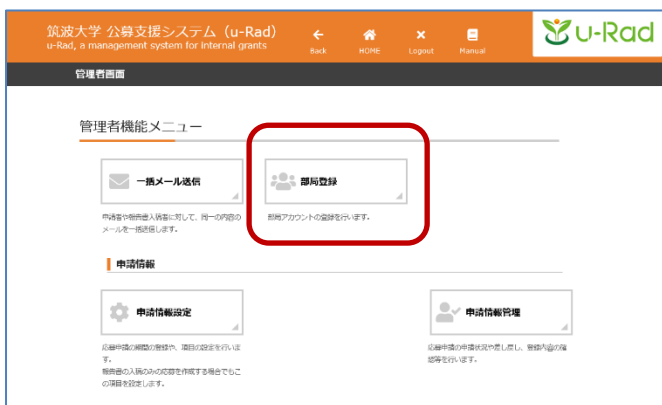 筑波大学 公募支援システム（u-Rad）
u-Rad, a management system for internal grants
Back
HOME
Logout
Manual
u-Rad
管理者画面
管理者機能メニュー
一括メール送信
部局登録
申請者や報告書入稿者に対して、同一の内容の
メールを一括送信します。
部局アカウントの登録を行います。
申請情報
申請情報設定
申請情報管理
応募申請の期間の登録や、項目の設定を行いま
す。
報告書の入稿のみの応募を作成する場合でもこ
の項目を設定します。
応募申請の申請状況や差し戻し、登録内容の確
認等を行います。